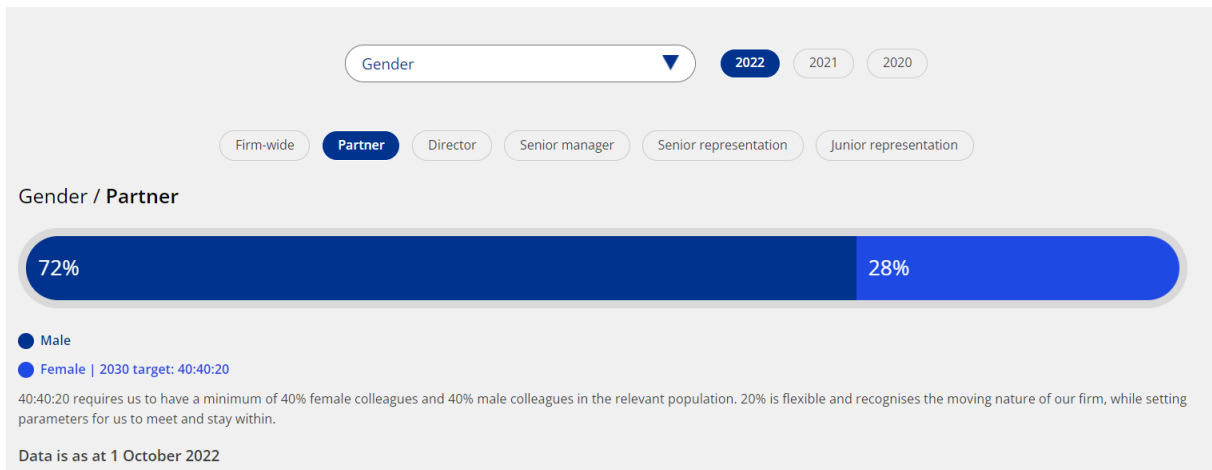 Gender
2022
2021
2020
Firm-wide
Partner
Director
Senior manager
Senior representation
Junior representation
Gender / Partner
72%
28%
Male
Female | 2030 target: 40:40:20
40:40:20 requires us to have a minimum of 40% female colleagues and 40% male colleagues in the relevant population. 20% is flexible and recognises the moving nature of our firm, while setting
parameters for us to meet and stay within.
Data is as at 1 October 2022